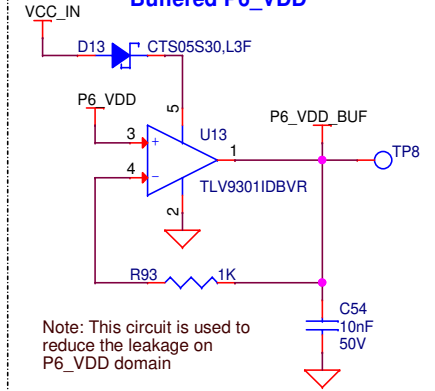 Buffered P6_VDD
VCC_IN
D13
CTS05S30,L3F
P6_VDD
5
U13
P6_VDD_BUF
3
+
1
TP8
4
-
TLV9301IDBVR
2
R93
1K
C54
10nF
50V
Note: This circuit is used to
reduce the leakage on
P6_VDD domain